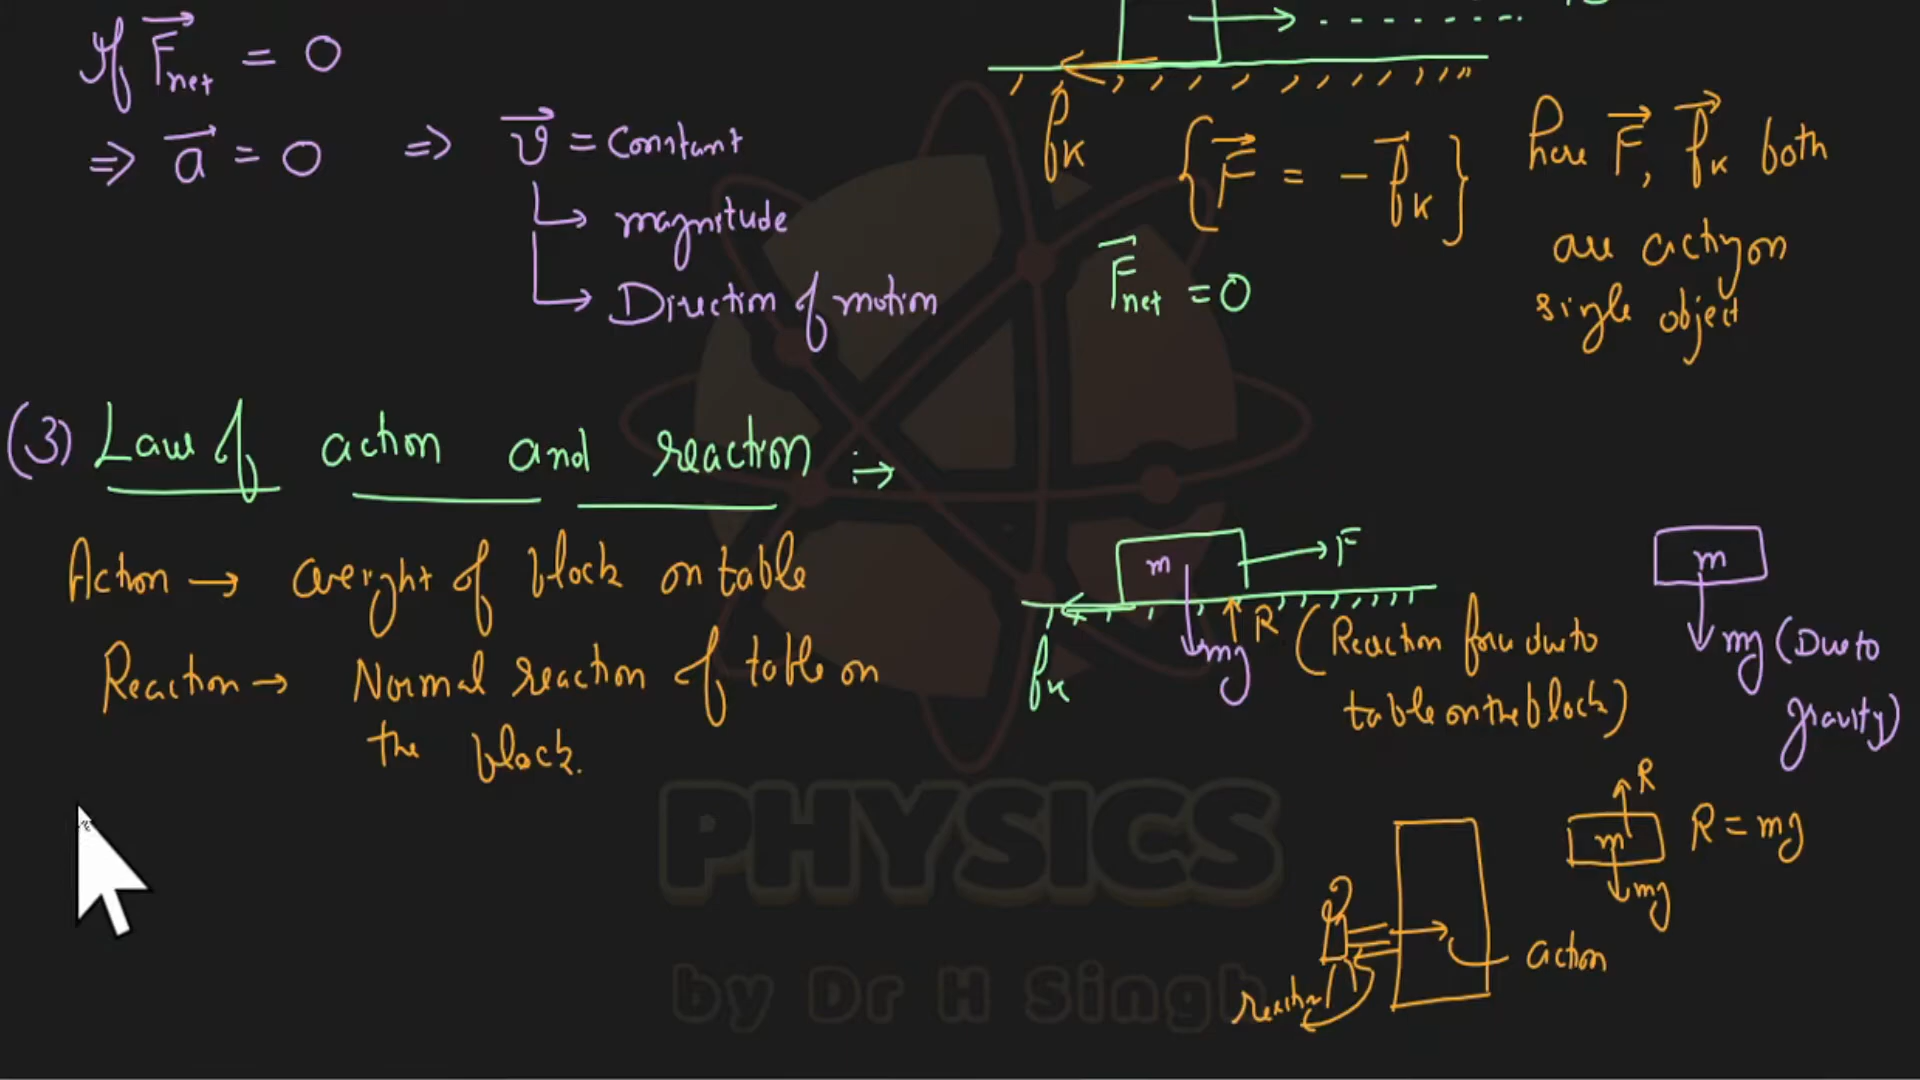 If F⃗net = 0
⇒ a⃗ = 0 ⇒ v⃗ = Constant
magnitude
Direction of motion
fK
{F⃗ = - f⃗K}
F⃗net = 0
here F⃗, f⃗K both
are acting on
single object
(3) Law of action and reaction :→
Action → weight of block on table
Reaction → Normal reaction of table on
the block.
m F
fK mg R (Reaction force due to
table on the block)
m
mg (Due to
gravity)
R
m R = mg
mg
action
reaction
PHYSICS
by Dr H Singh